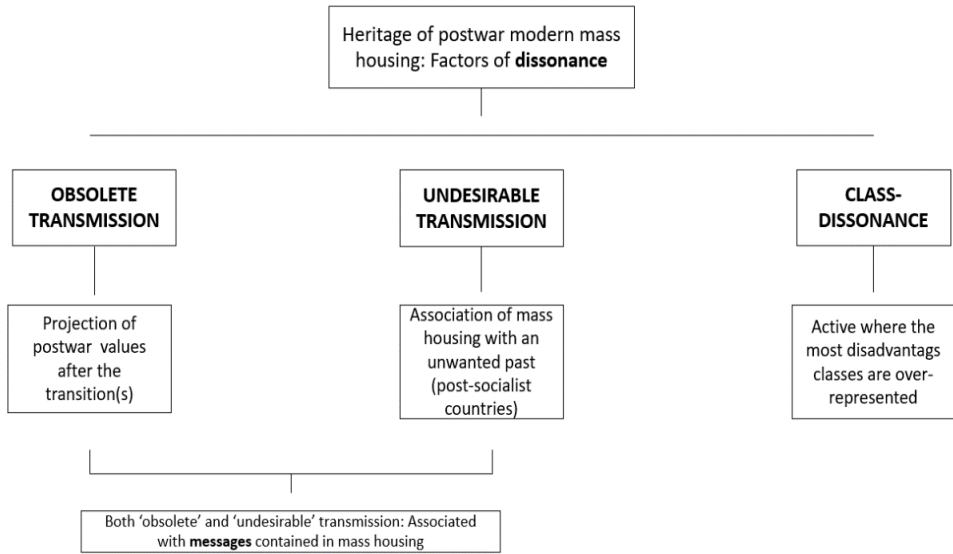 Heritage of postwar modern mass
housing: Factors of dissonance
OBSOLETE
TRANSMISSION
UNDESIRABLE
TRANSMISSION
CLASS-
DISSONANCE
Projection of
postwar values
after the
transition(s)
Association of mass
housing with an
unwanted past
(post-socialist
countries)
Active where the
most disadvantags
classes are over-
represented
Both ‘obsolete’ and ‘undesirable’ transmission: Associated
with messages contained in mass housing